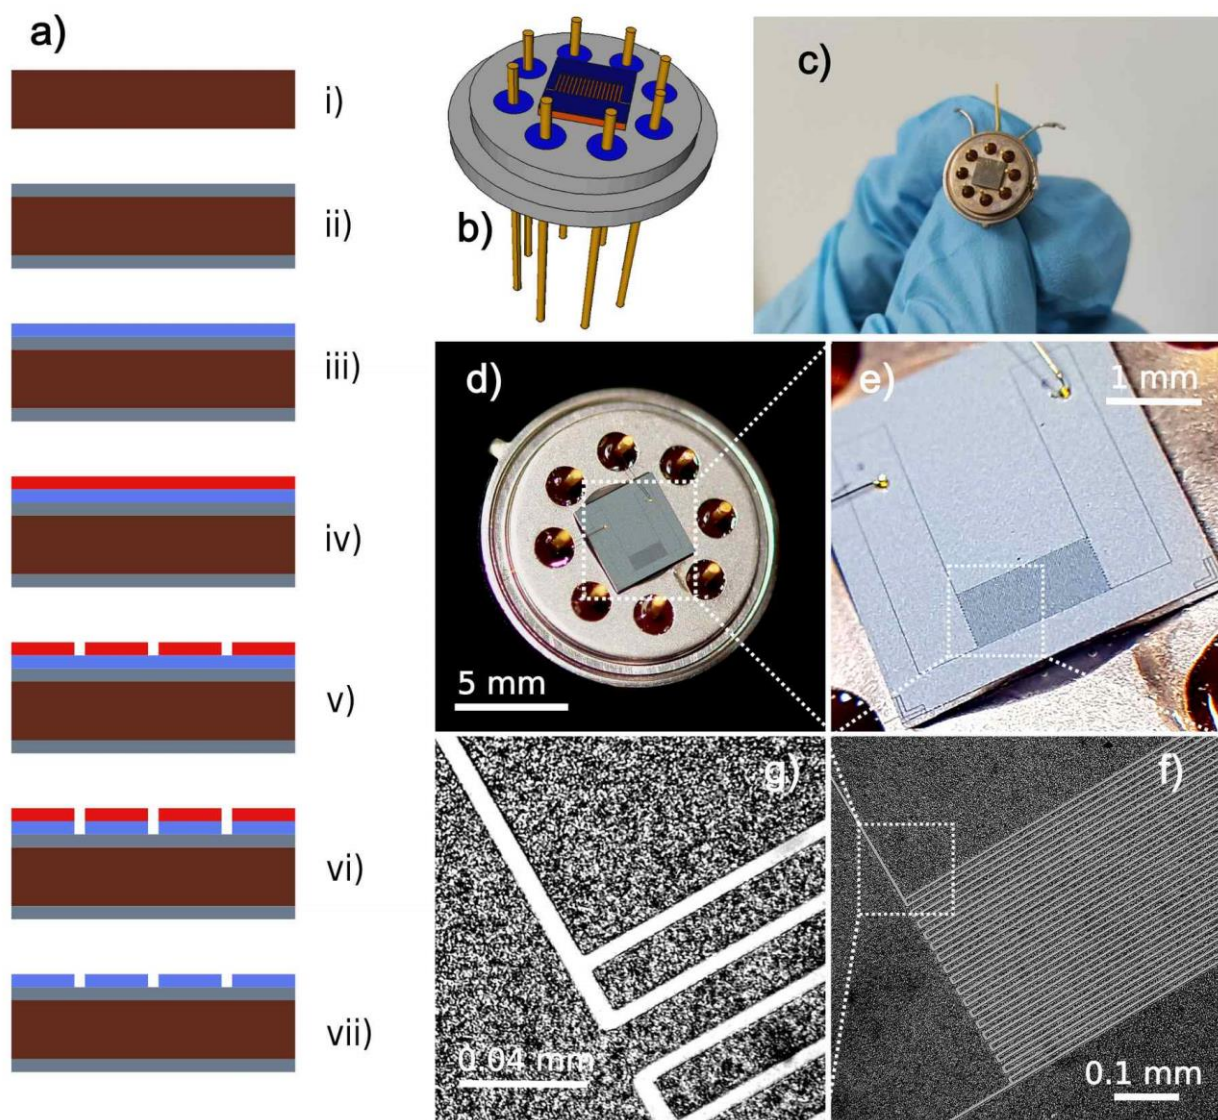 a)
i)
ii)
iii)
iv)
v)
vi)
vii)
b)
c)
d)
5 mm
e)
1 mm
g)
0.04 mm
f)
0.1 mm